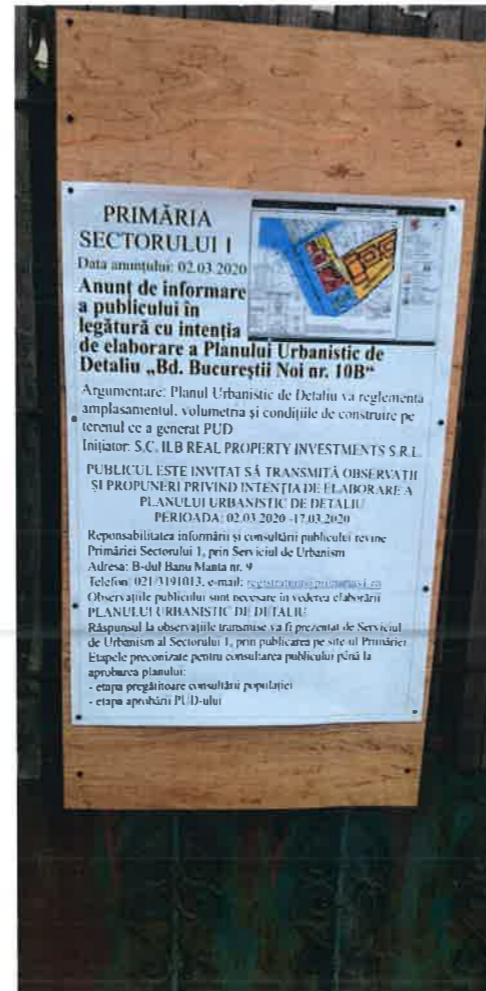 PRIMĂRIA
SECTORULUI 1
Data anunțului: 02.03.2020
Anunț de informare
a publicului în
legătură cu intenția
de elaborare a Planului Urbanistic de
Detaliu „Bd. Bucureștii Noi nr. 10B“
Argumentare: Planul Urbanistic de Detaliu va reglementa
amplasamentul, volumetria și condițiile de construire pe
terenul ce a generat PUD
Inițiator: S.C. ILB REAL PROPERTY INVESTMENTS S.R.L.
PUBLICUL ESTE INVITAT SĂ TRANSMITĂ OBSERVAȚII
ȘI PROPUNERI PRIVIND INTENȚIA DE ELABORARE A
PLANULUI URBANISTIC DE DETALIU
PERIOADA: 02.03.2020 -17.03.2020
Reponsabilitatea informării și consultării publicului revine
Primăriei Sectorului 1, prin Serviciul de Urbanism
Adresa: B-dul Banu Manta nr. 9
Telefon: 021/3191013, e-mail: registratura@primarias1.ro
Observațiile publicului sunt necesare în vederea elaborării
PLANULUI URBANISTIC DE DETALIU
Răspunsul la observațiile transmise va fi prezentat de Serviciul
de Urbanism al Sectorului 1, prin publicarea pe site ul Primăriei
Etapele preconizate pentru consultarea publicului până la
aprobarea planului:
- etapa pregătitoare consultării populației
- etapa aprobării PUD-ului